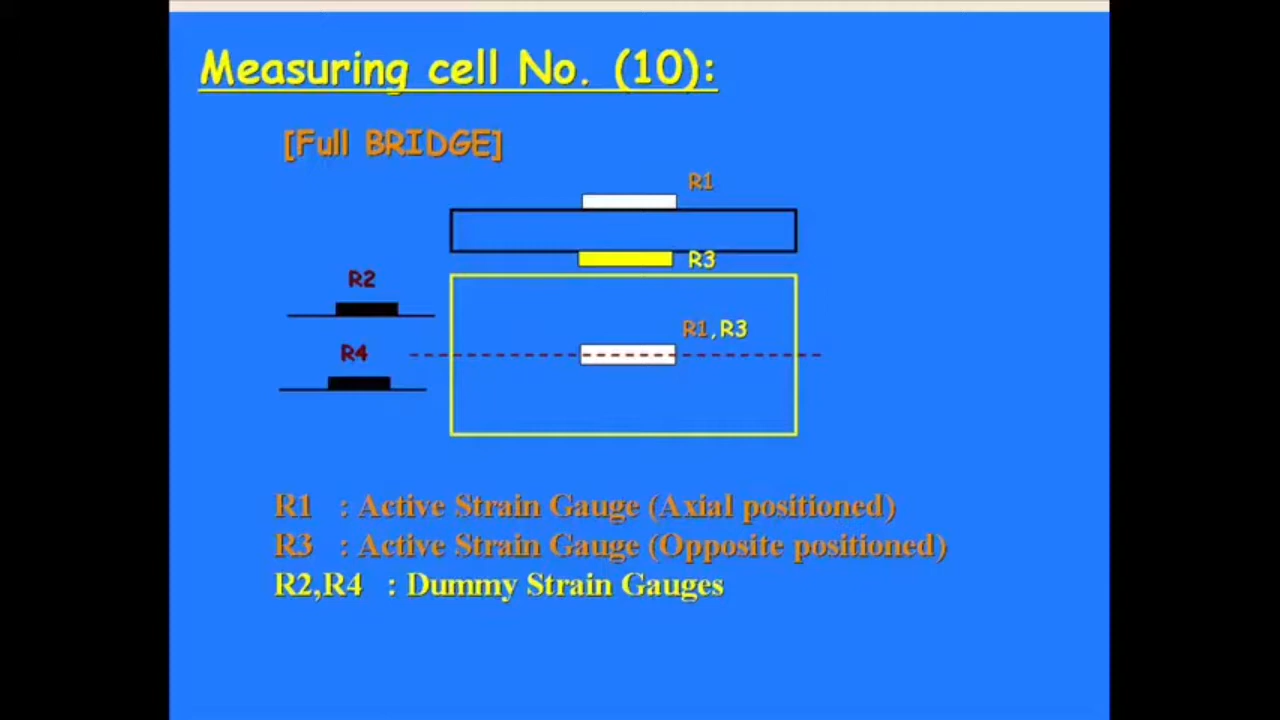 Measuring cell No. (10):
[Full BRIDGE]
R1
R3
R2
R1,R3
R4
R1 : Active Strain Gauge (Axial positioned)
R3 : Active Strain Gauge (Opposite positioned)
R2,R4 : Dummy Strain Gauges